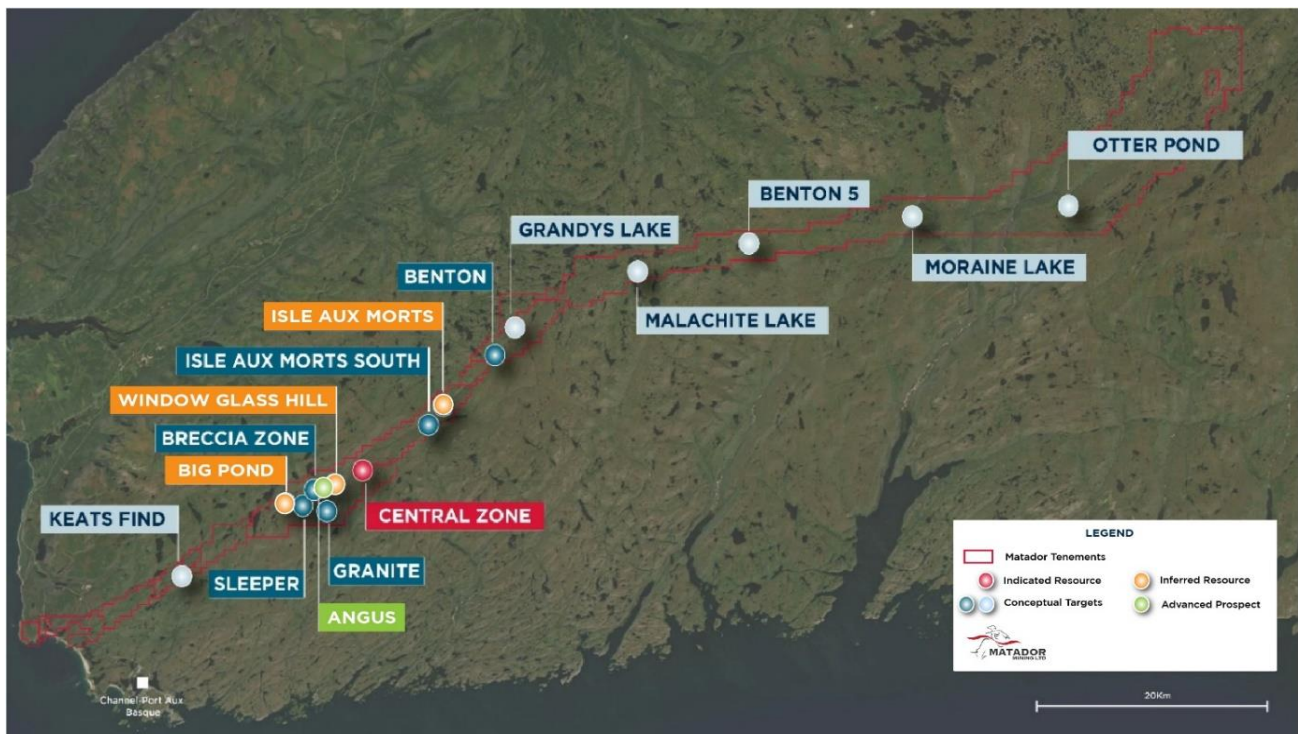 OTTER POND
BENTON 5
GRANDYS LAKE
MORAINE LAKE
BENTON
MALACHITE LAKE
ISLE AUX MORTS
ISLE AUX MORTS SOUTH
WINDOW GLASS HILL
BRECCIA ZONE
BIG POND
CENTRAL ZONE
KEATS FIND
GRANITE
SLEEPER
ANGUS
Channel-Port Aux
Basque
LEGEND
Matador Tenements
Indicated Resource
Inferred Resource
Conceptual Targets
Advanced Prospect
MATADOR
MINING LTD
20Km